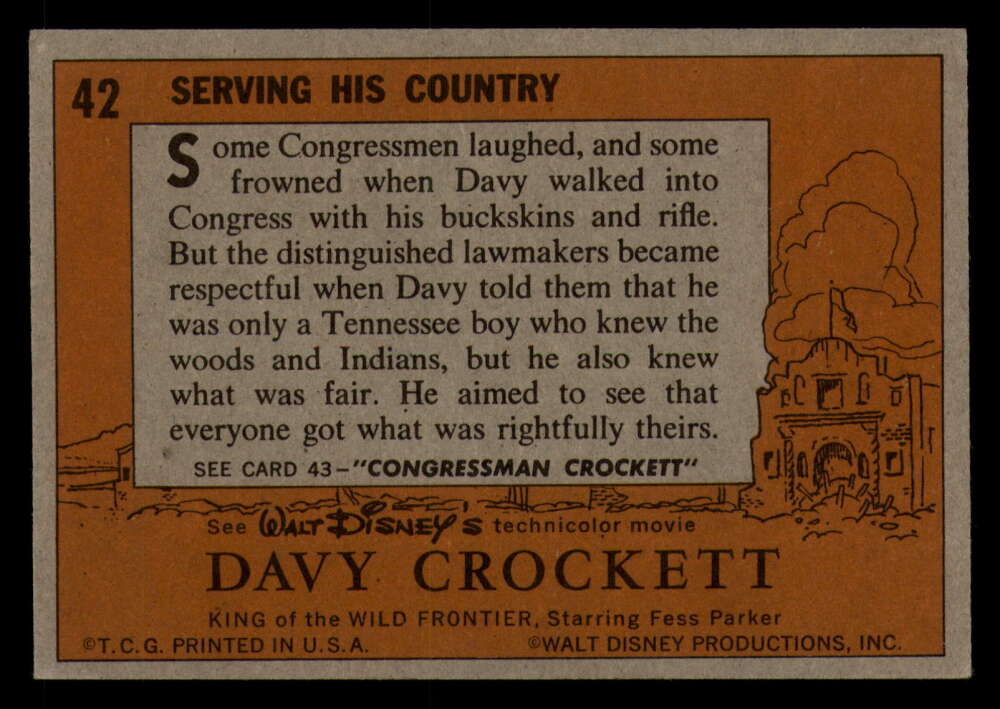 42 SERVING HIS COUNTRY
Some Congressmen laughed, and some
frowned when Davy walked into
Congress with his buckskins and rifle.
But the distinguished lawmakers became
respectful when Davy told them that he
was only a Tennessee boy who knew the
woods and Indians, but he also knew
what was fair. He aimed to see that
everyone got what was rightfully theirs.
SEE CARD 43–"CONGRESSMAN CROCKETT"
See WALT DISNEY'S technicolor movie
DAVY CROCKETT
KING of the WILD FRONTIER, Starring Fess Parker
©T.C.G. PRINTED IN U.S.A. ©WALT DISNEY PRODUCTIONS, INC.